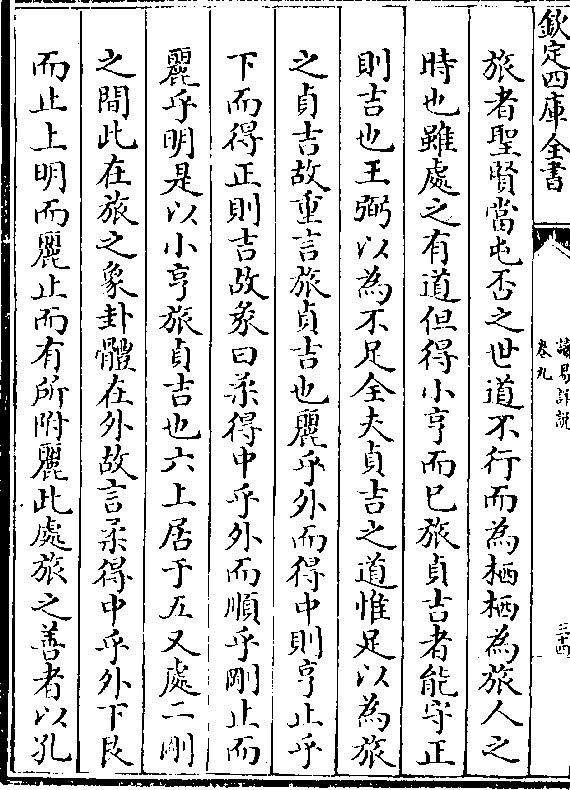 欽定四庫全書
讀易詳說
卷九
三十四
旅者聖賢當屯否之世道不行而為栖栖為旅人之
時也雖處之有道但得小亨而已旅貞吉者能守正
則吉也王弼以為不足全夫貞吉之道惟足以為旅
之貞吉故重言旅貞吉也麗乎外而得中則亨止乎
下而得正則吉故彖曰柔得中乎外而順乎剛止而
麗乎明是以小亨旅貞吉也六上居于五又處二剛
之間此在旅之象卦體在外故言柔得中乎外下艮
而止上明而麗止而有所附麗此處旅之善者以孔